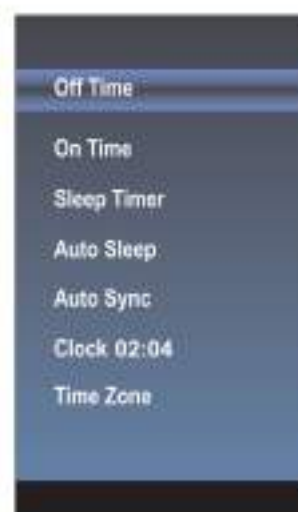 Off Time
On Time
Sleep Timer
Auto Sleep
Auto Sync
Clock 02:04
Time Zone